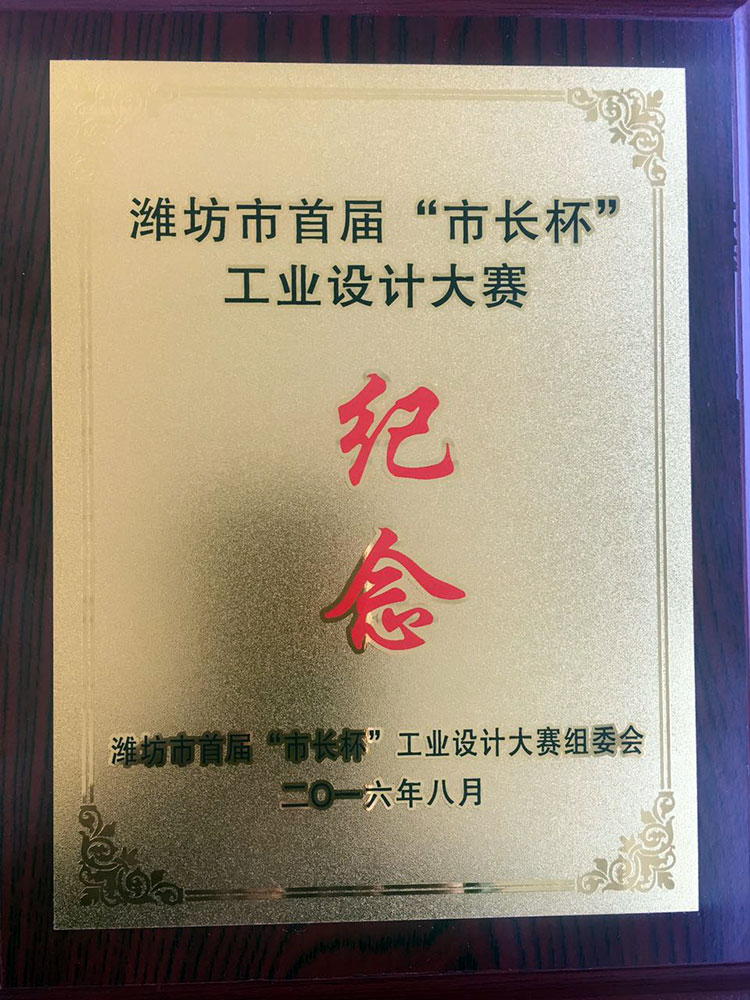 潍坊市首届“市长杯”
工业设计大赛
纪
念
潍坊市首届“市长杯”工业设计大赛组委会
二〇一六年八月